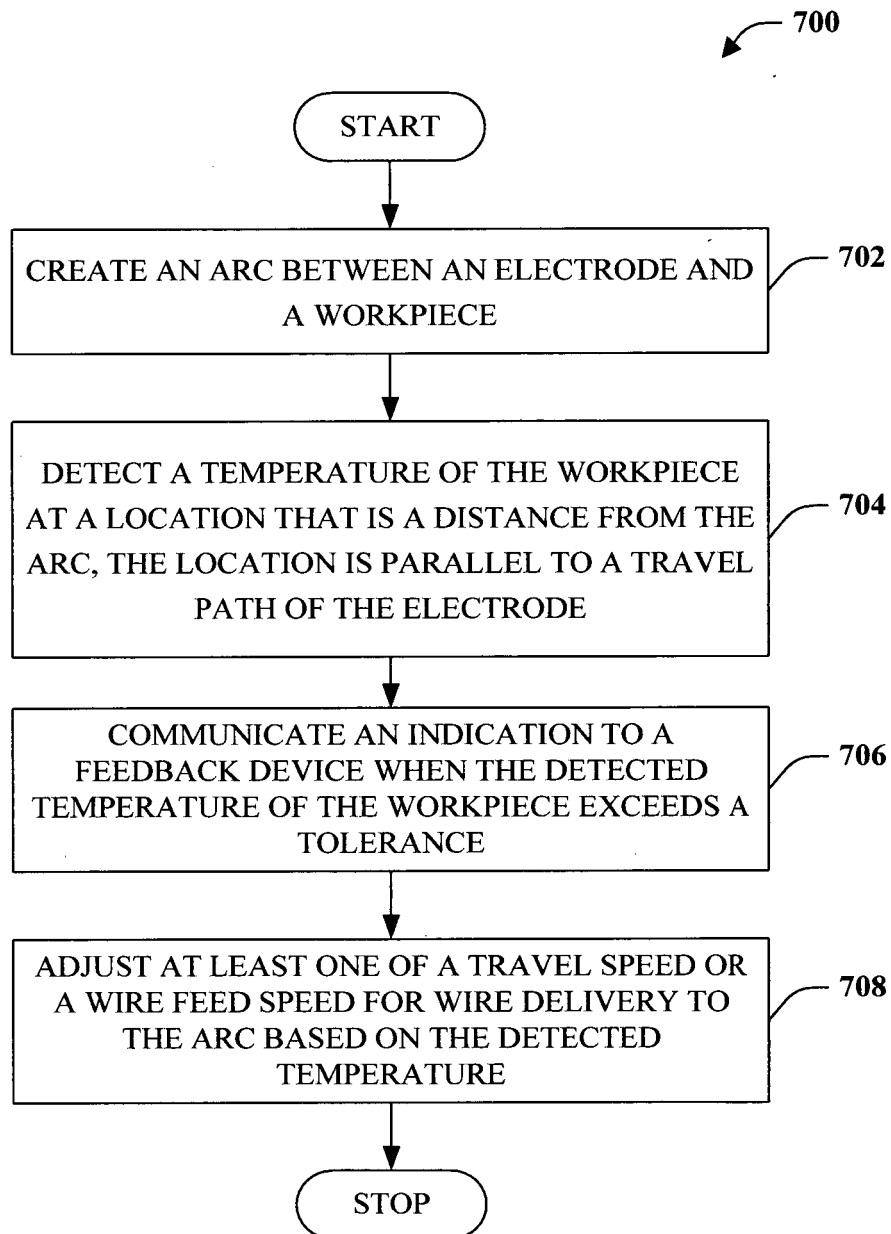 700
START
CREATE AN ARC BETWEEN AN ELECTRODE AND
A WORKPIECE
702
DETECT A TEMPERATURE OF THE WORKPIECE
AT A LOCATION THAT IS A DISTANCE FROM THE
ARC, THE LOCATION IS PARALLEL TO A TRAVEL
PATH OF THE ELECTRODE
704
COMMUNICATE AN INDICATION TO A
FEEDBACK DEVICE WHEN THE DETECTED
TEMPERATURE OF THE WORKPIECE EXCEEDS A
TOLERANCE
706
ADJUST AT LEAST ONE OF A TRAVEL SPEED OR
A WIRE FEED SPEED FOR WIRE DELIVERY TO
THE ARC BASED ON THE DETECTED
TEMPERATURE
708
STOP